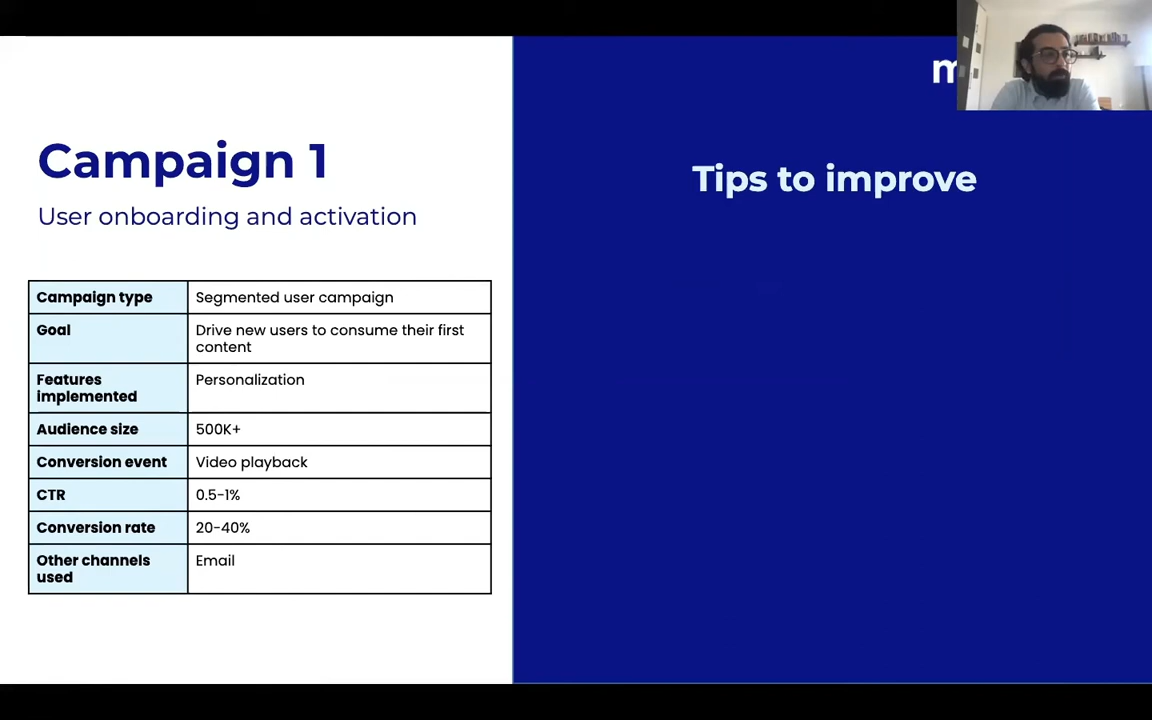 m
Campaign 1
Tips to improve
User onboarding and activation
Campaign type Segmented user campaign
Goal Drive new users to consume their first
content
Features Personalization
implemented
Audience size 500K+
Conversion event Video playback
CTR 0.5-1%
Conversion rate 20-40%
Other channels Email
used